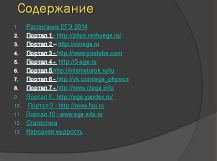 Содержание
1. Расписание ЕГЭ 2014
2. Портал 1 - http://phys.reshuege.ru/
3. Портал 2 – http://mirege.ru
4. Портал 3 - http://www.youtube.com
5. Портал 4 - http://5-ege.ru
6. Портал 5 http://interneturok.ru/ru
7. Портал 6 - http://vk.com/ege_physics
8. Портал 7 - http://www.ctege.info
9. Портал 8 - http://ege.yandex.ru/
10. Портал 9 - http://www.fipi.ru
11. Портал 10 - www.ege.edu.ru
12. Статистика
13. Народная мудрость